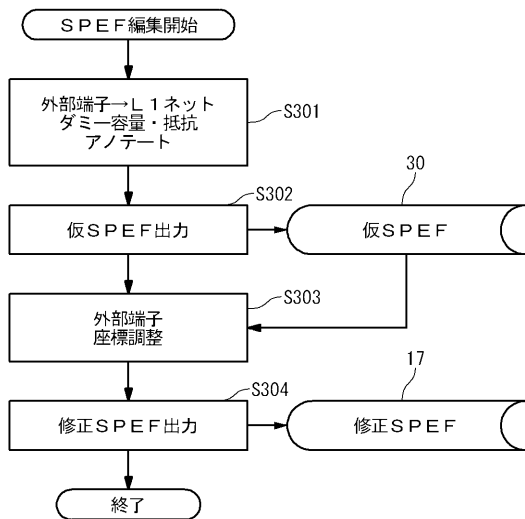 ＳＰＥＦ編集開始
外部端子→Ｌ１ネット
ダミー容量・抵抗
アノテート
S301
30
S302
仮ＳＰＥＦ出力
仮ＳＰＥＦ
S303
外部端子
座標調整
17
S304
修正ＳＰＥＦ出力
修正ＳＰＥＦ
終了